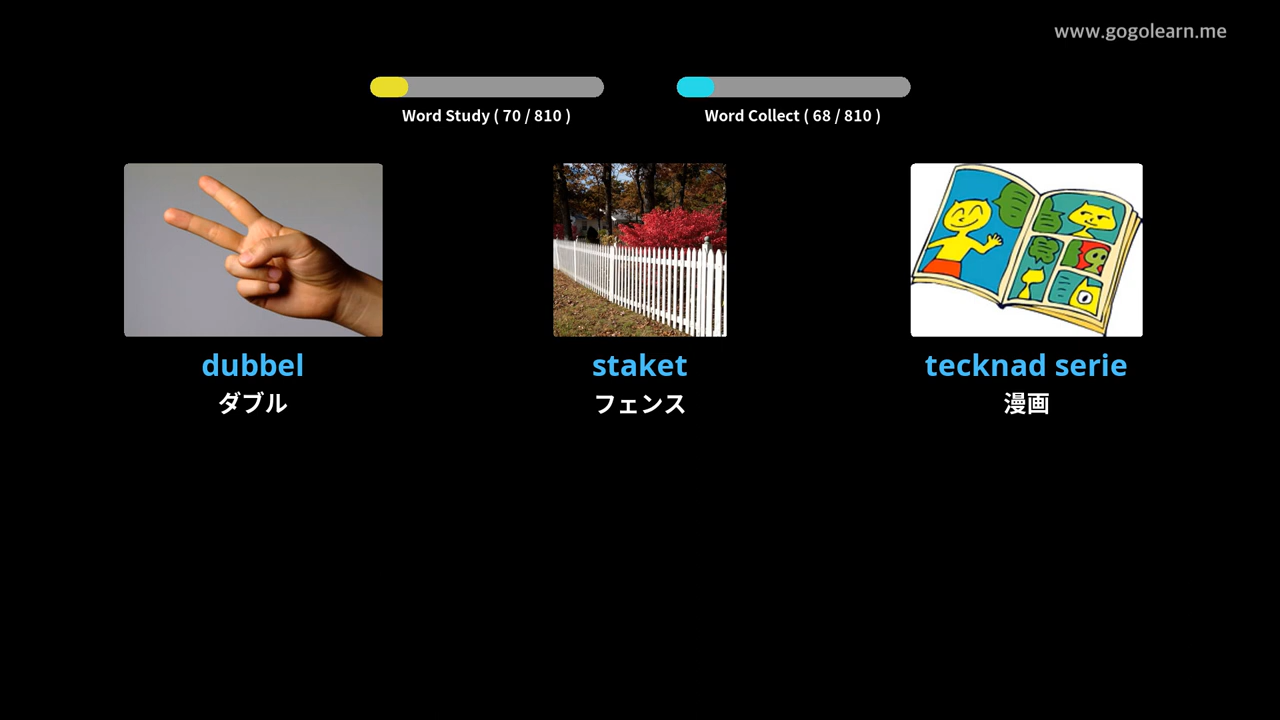 www.gogolearn.me
Word Study ( 70 / 810 )
Word Collect ( 68 / 810 )
dubbel
staket
tecknad serie
ダブル
フェンス
漫画